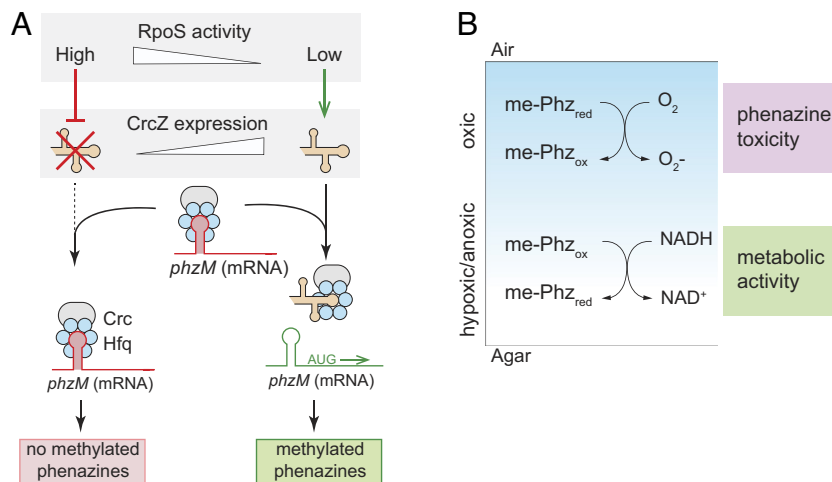 A
RpoS activity
High
Low
CrcZ expression
phzM (mRNA)
Crc
Hfq
phzM (mRNA)
AUG
phzM (mRNA)
no methylated
phenazines
methylated
phenazines
B
Air
oxic
me-Phzred
O2
me-Phzox
O2-
phenazine
toxicity
hypoxic/anoxic
me-Phzox
NADH
me-Phzred
NAD+
metabolic
activity
Agar